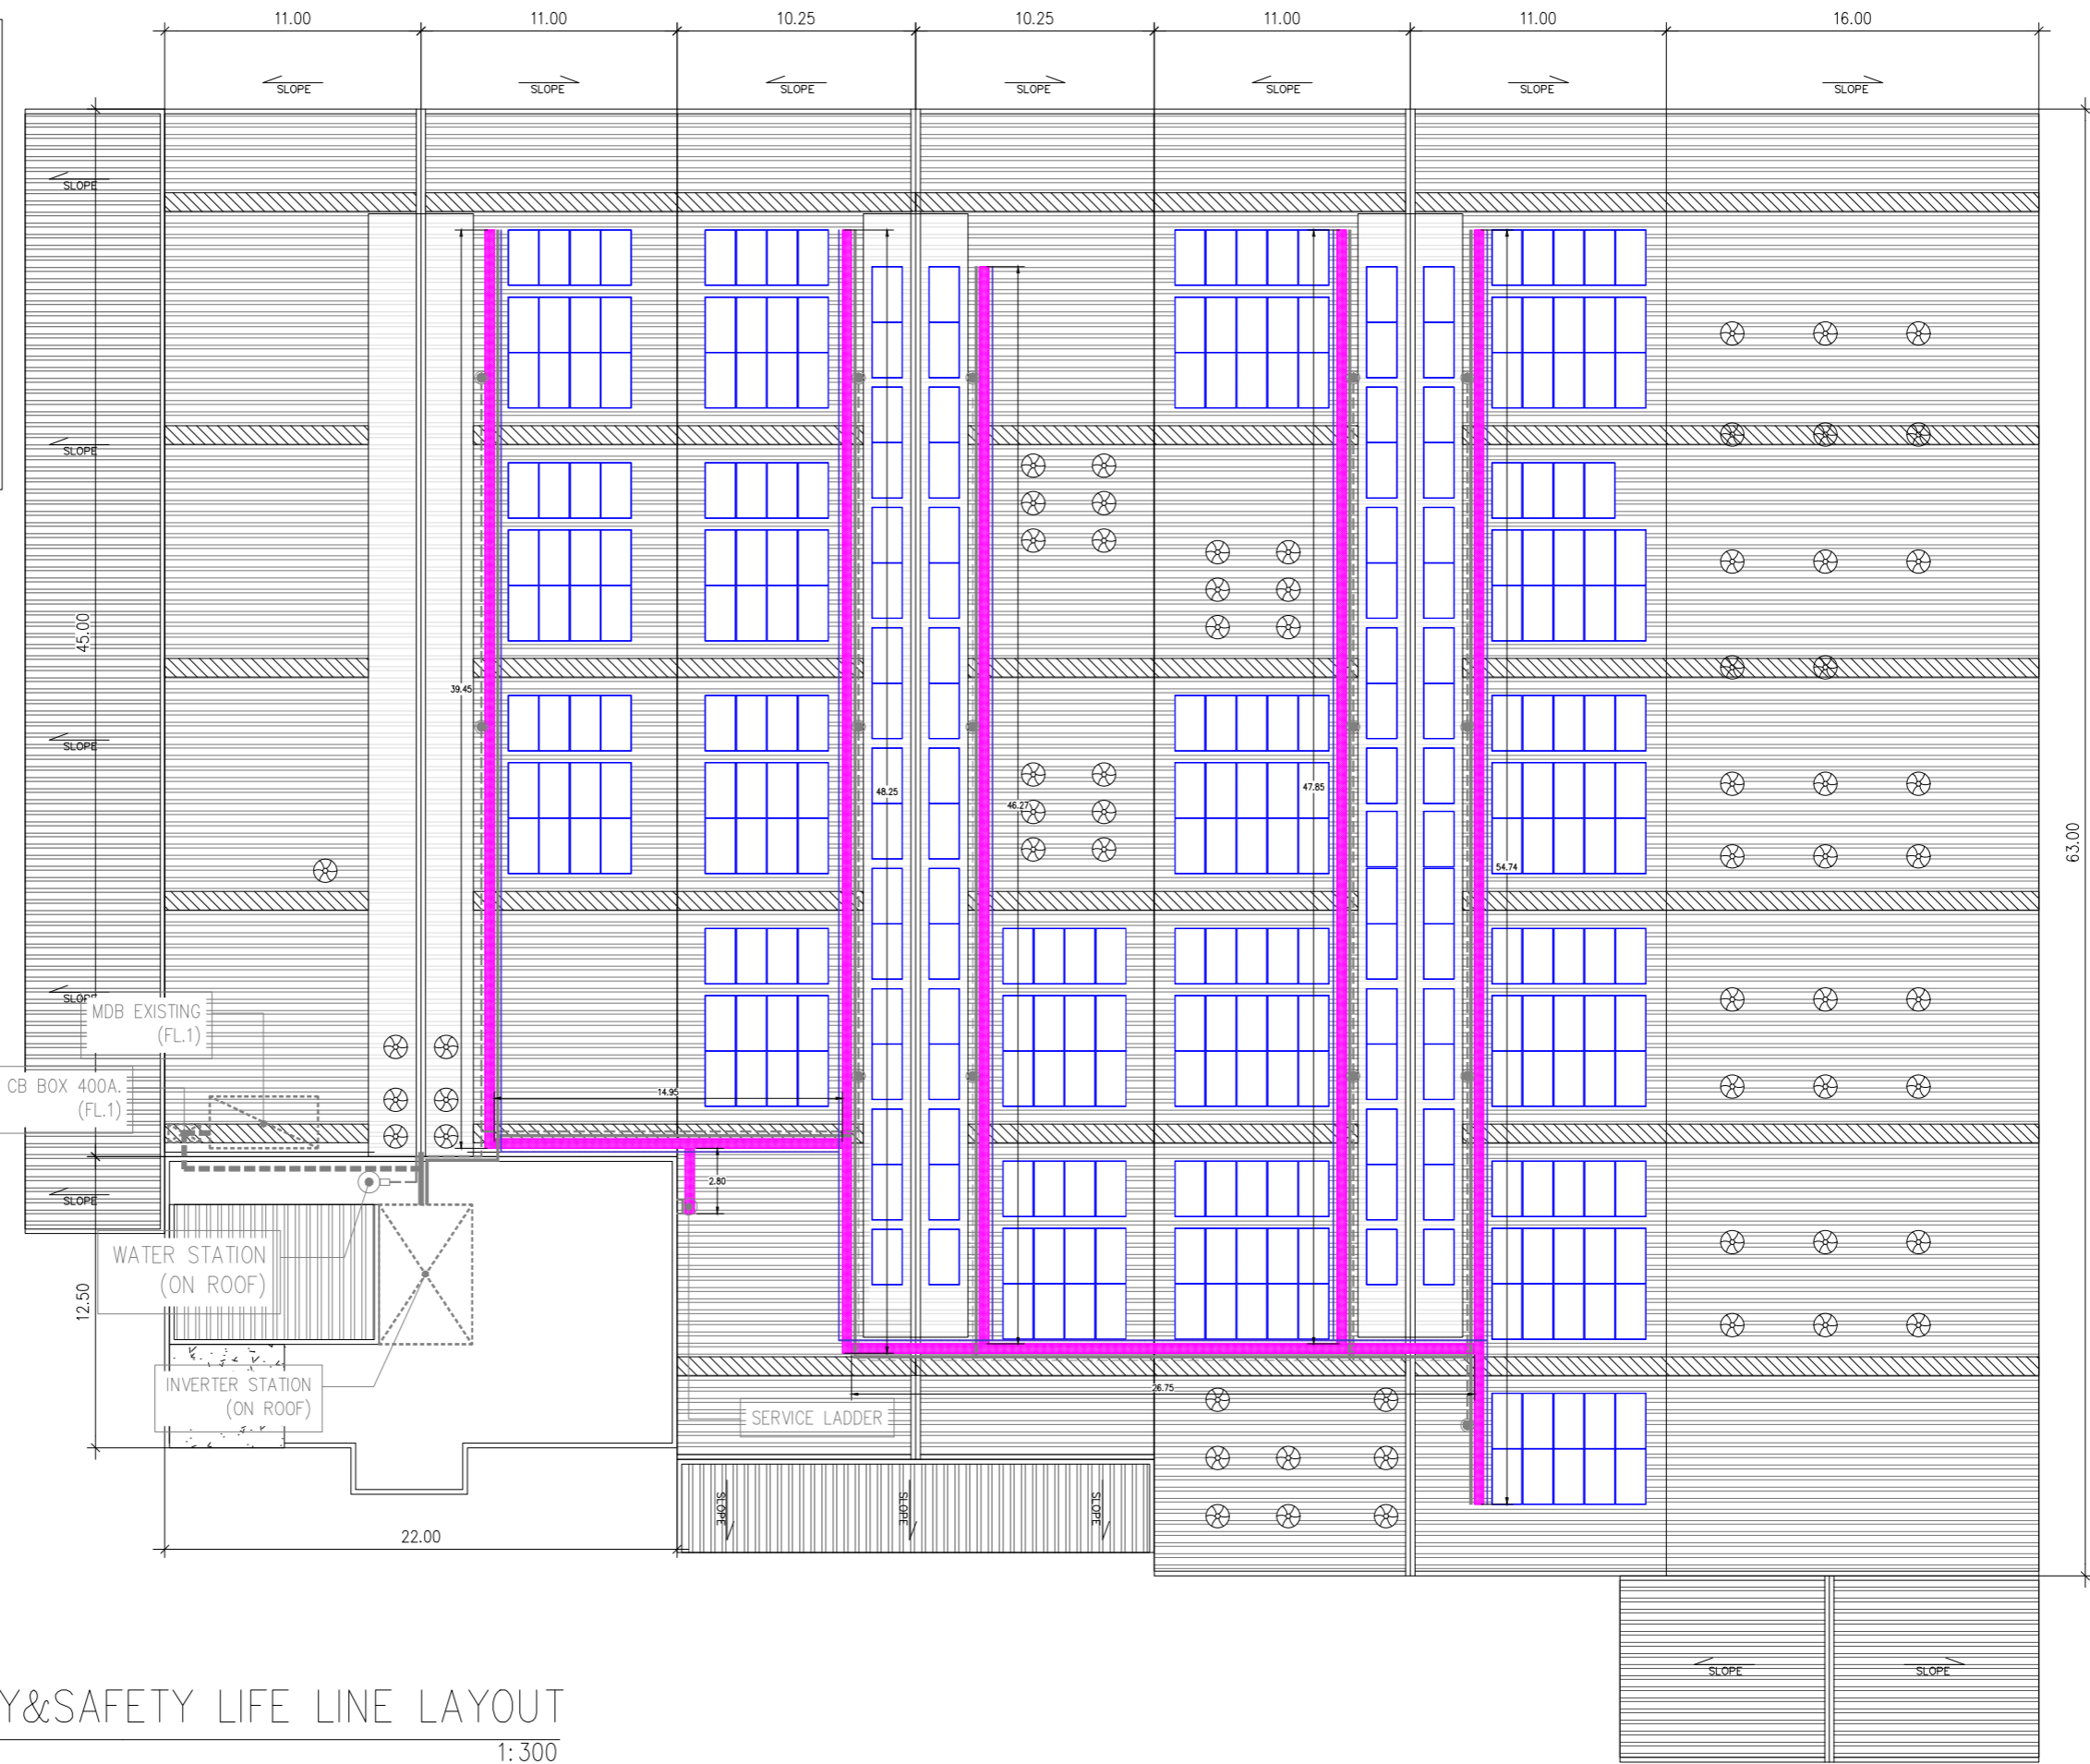 11.00
11.00
10.25
10.25
11.00
11.00
16.00
SLOPE
SLOPE
SLOPE
SLOPE
SLOPE
SLOPE
SLOPE
SLOPE
SLOPE
SLOPE
SLOPE
SLOPE
45.00
39.45
48.25
46.27
47.85
54.74
63.00
MDB EXISTING
(FL.1)
CB BOX 400A.
(FL.1)
14.95
2.80
WATER STATION
(ON ROOF)
12.50
INVERTER STATION
(ON ROOF)
26.75
SERVICE LADDER
SLOPE
SLOPE
SLOPE
22.00
SLOPE
SLOPE
Y&SAFETY LIFE LINE LAYOUT
1:300